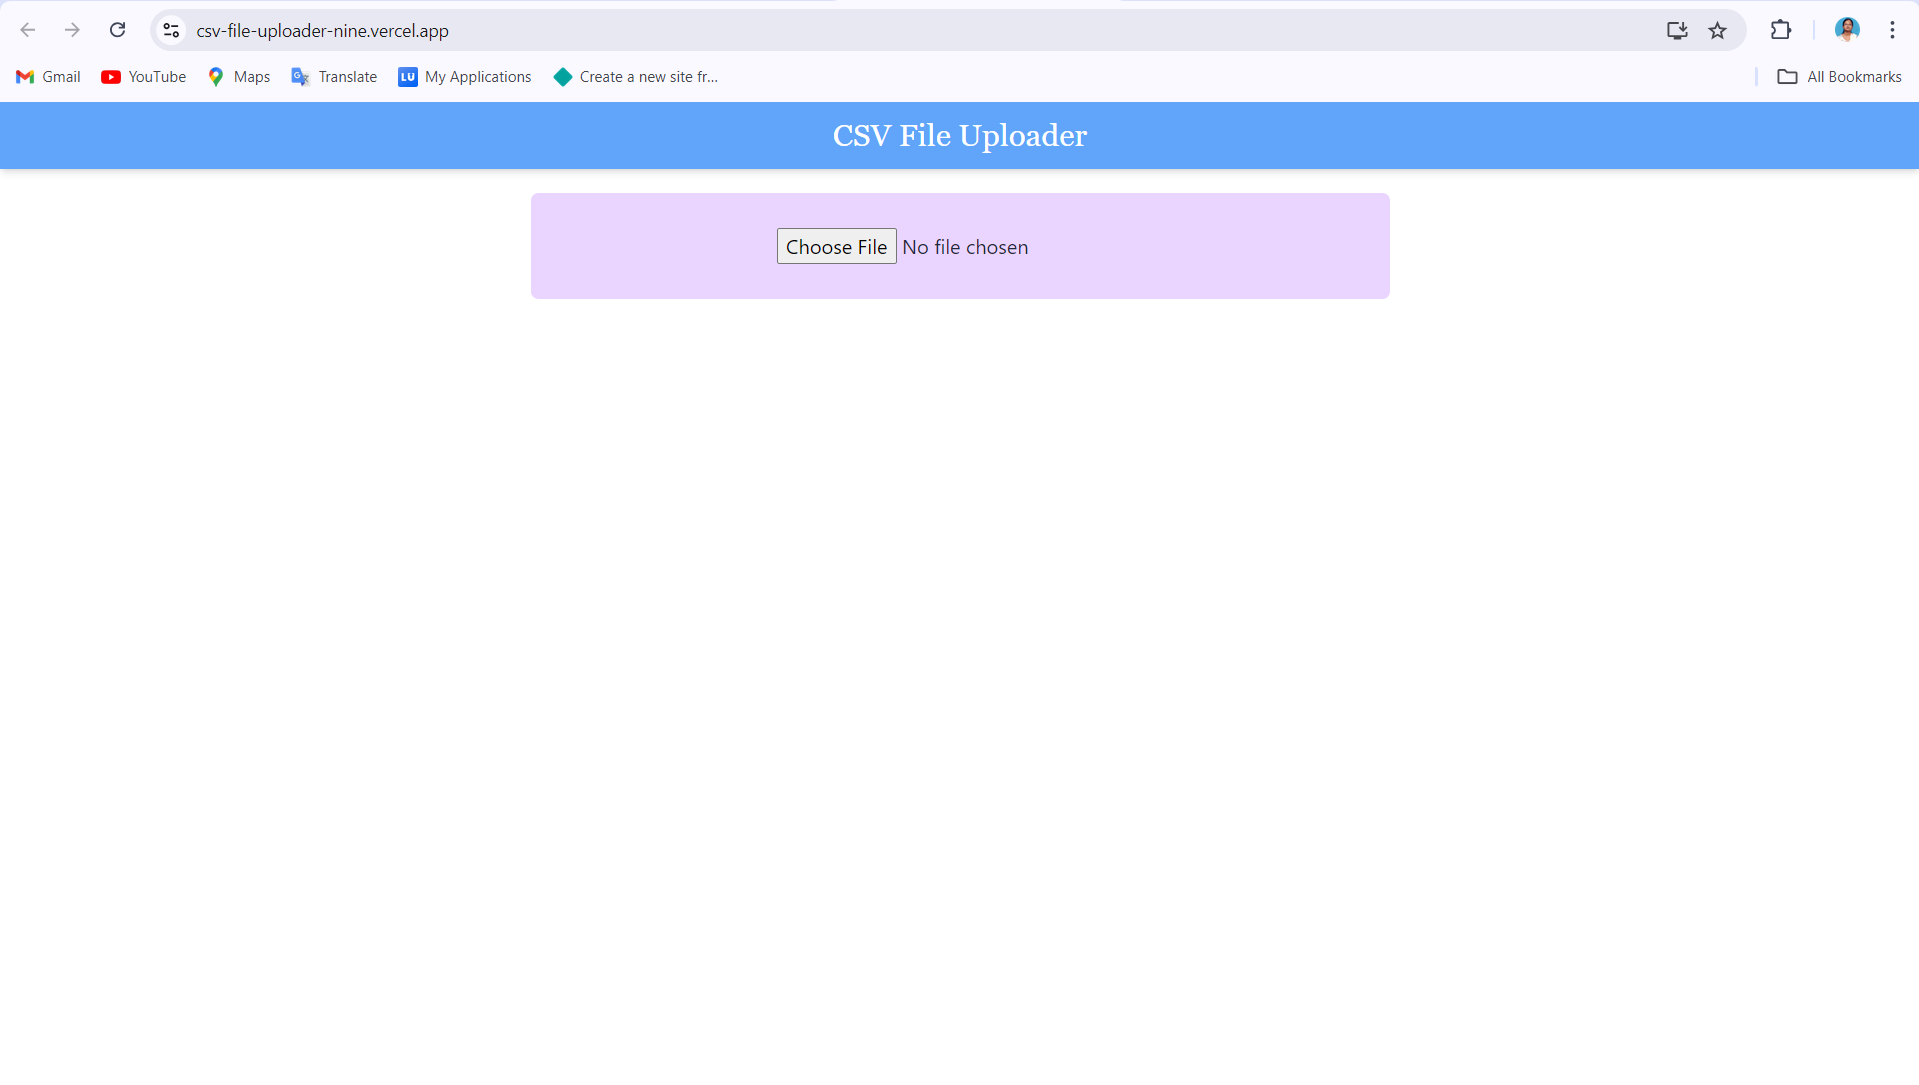 csv-file-uploader-nine.vercel.app
Gmail YouTube Maps Translate LU My Applications Create a new site fr... All Bookmarks
CSV File Uploader
Choose File No file chosen